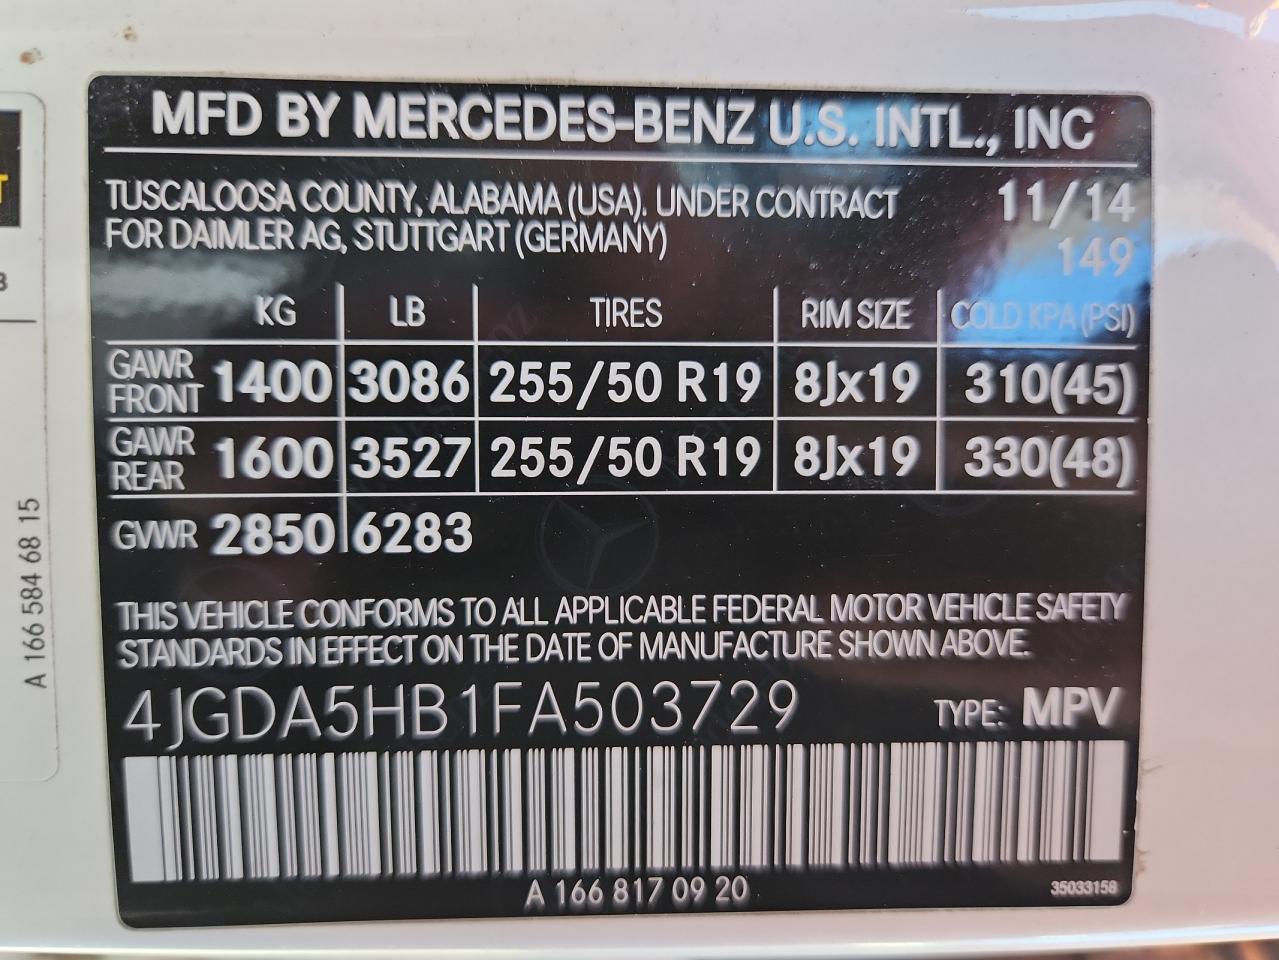 MFD BY MERCEDES-BENZ U.S. INTL., INC
TUSCALOOSA COUNTY, ALABAMA (USA). UNDER CONTRACT 11/14
FOR DAIMLER AG, STUTTGART (GERMANY)
149
KG LB TIRES RIM SIZE COLD KPA (PSI)
GAWR FRONT 1400 3086 255/50 R19 8Jx19 310(45)
GAWR REAR 1600 3527 255/50 R19 8Jx19 330(48)
GVWR 2850 6283
THIS VEHICLE CONFORMS TO ALL APPLICABLE FEDERAL MOTOR VEHICLE SAFETY
STANDARDS IN EFFECT ON THE DATE OF MANUFACTURE SHOWN ABOVE.
4JGDA5HB1FA503729 TYPE: MPV
A 166 817 09 20 35033158
A 166 584 68 15